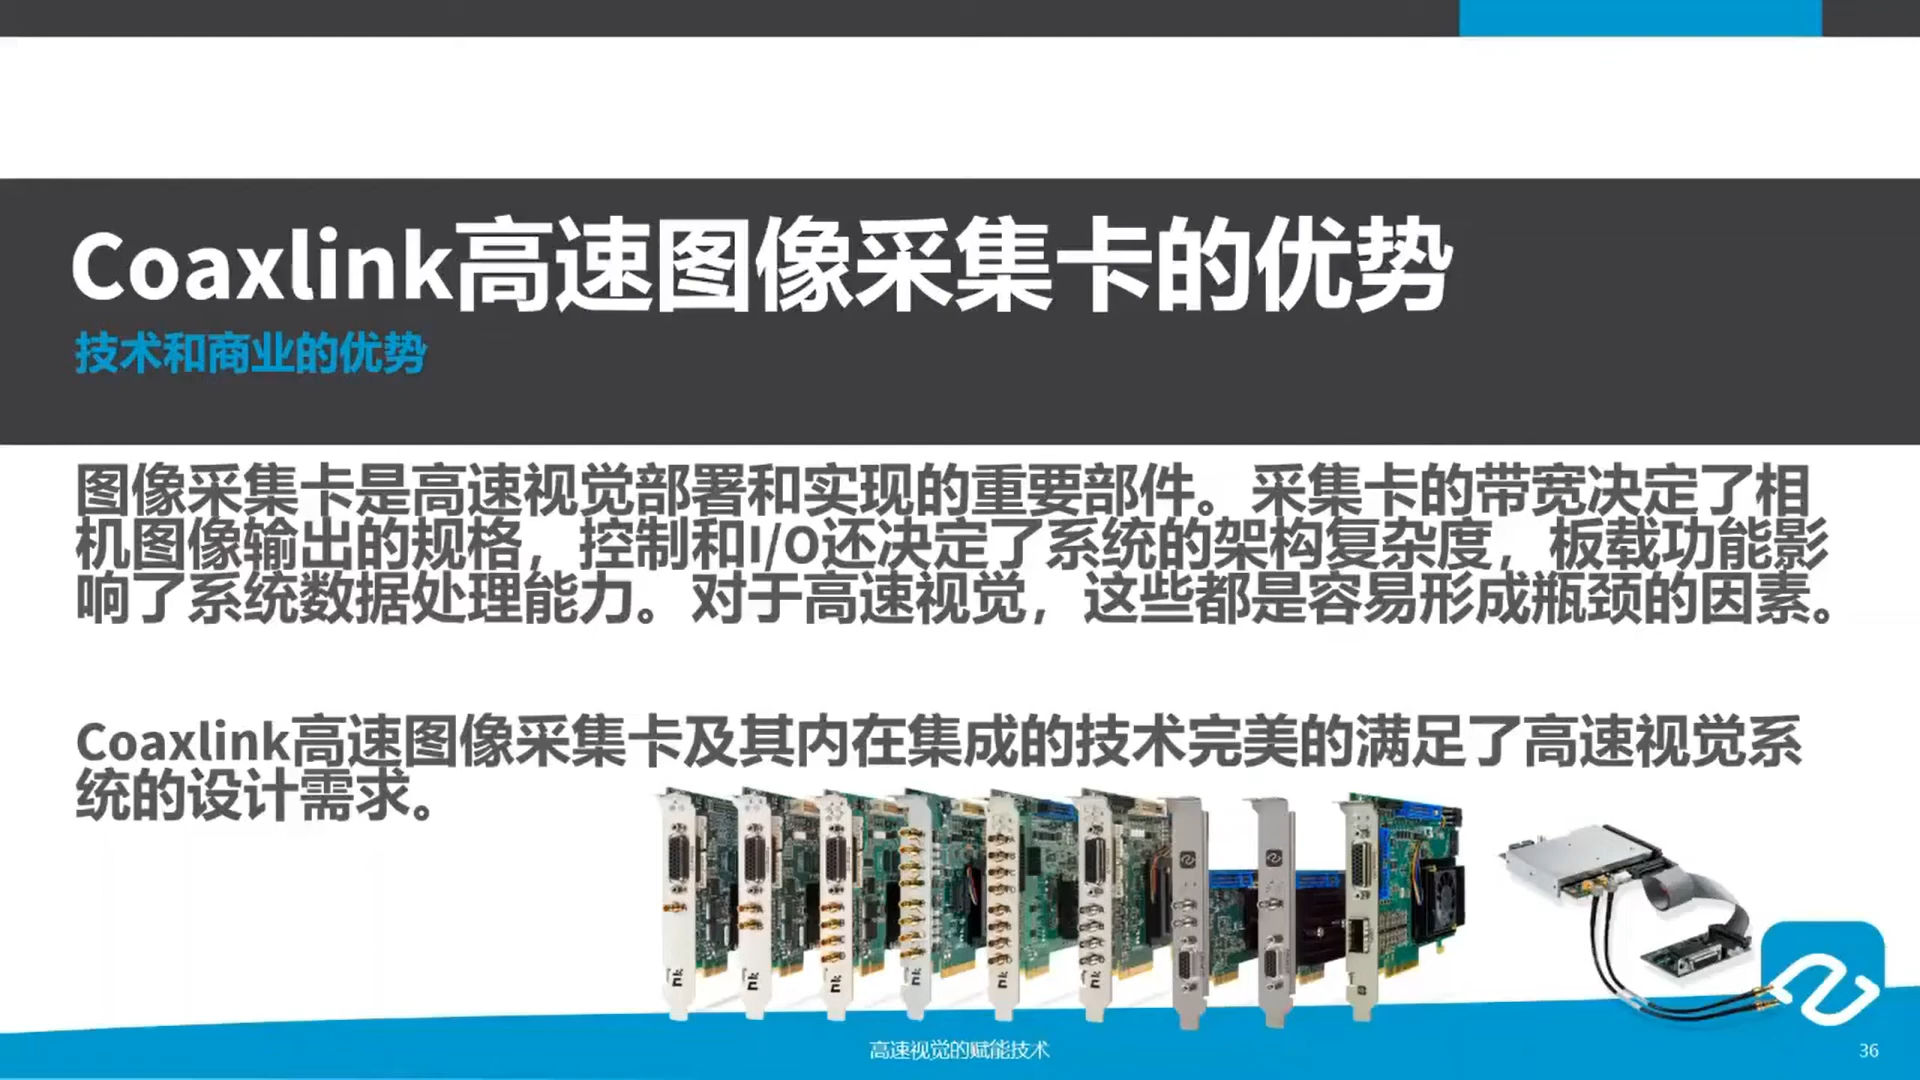 Coaxlink高速图像采集卡的优势
技术和商业的优势
图像采集卡是高速视觉部署和实现的重要部件。采集卡的带宽决定了相
机图像输出的规格，控制和I/O还决定了系统的架构复杂度，板载功能影
响了系统数据处理能力。对于高速视觉，这些都是容易形成瓶颈的因素。
Coaxlink高速图像采集卡及其内在集成的技术完美的满足了高速视觉系
统的设计需求。
高速视觉的赋能技术
36